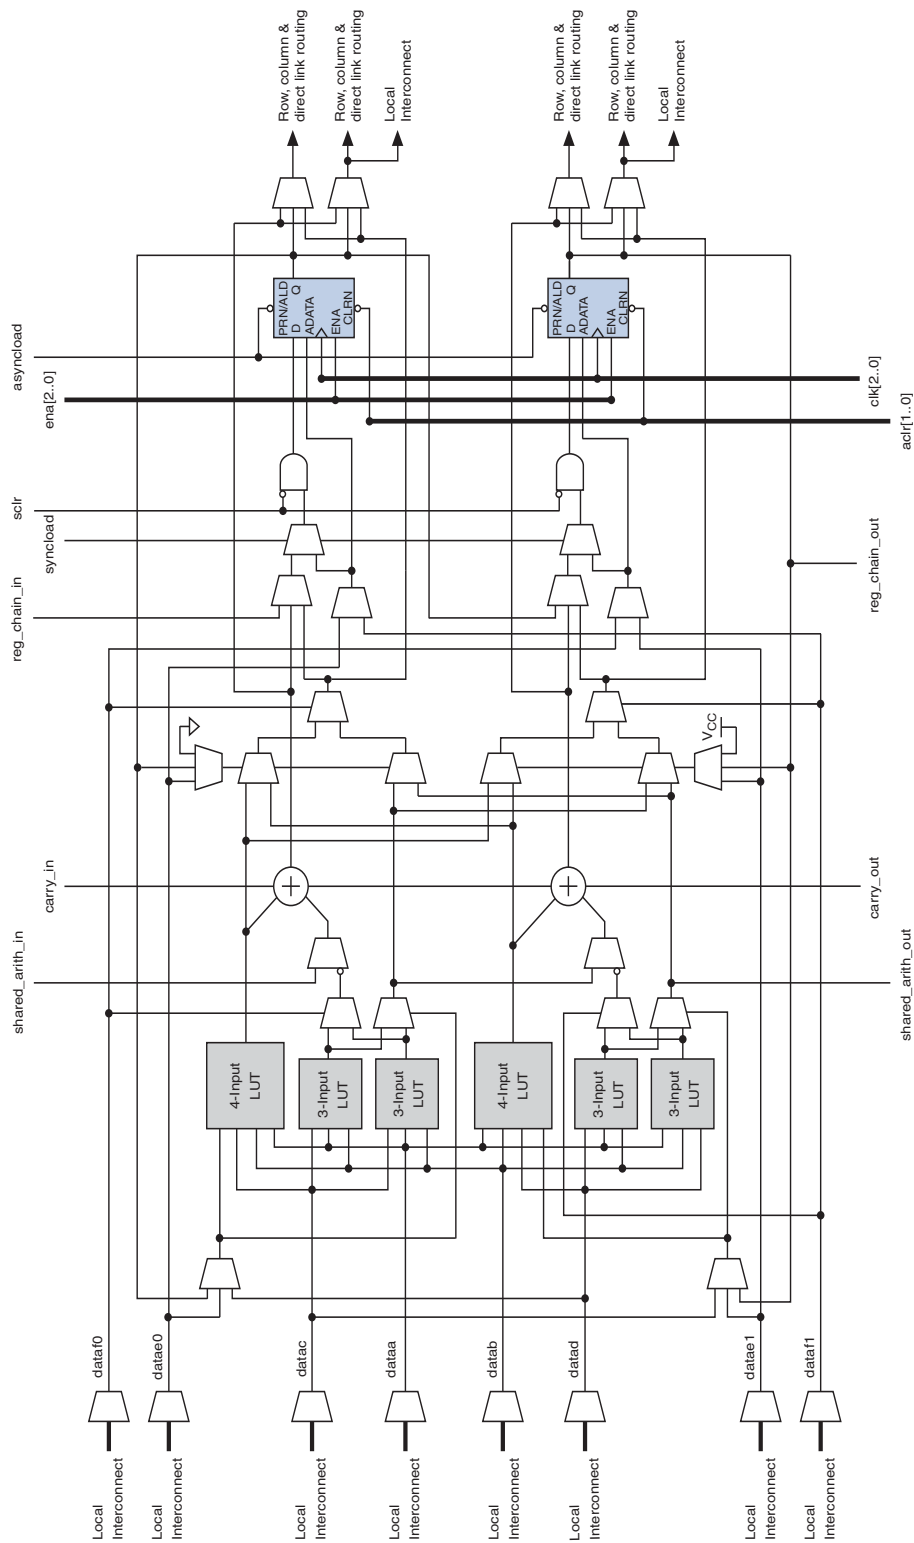 Row, column &
direct link routing
Row, column &
direct link routing
Local
Interconnect
Row, column &
direct link routing
Row, column &
direct link routing
Local
Interconnect
asyncload
ena[2..0]
sclr
syncload
reg_chain_in
carry_in
shared_arith_in
PRN/ALD
D
Q
ADATA
ENA
CLRN
PRN/ALD
D
Q
ADATA
ENA
CLRN
clk[2..0]
aclr[1..0]
reg_chain_out
VCC
+
+
carry_out
shared_arith_out
4-Input
LUT
3-Input
LUT
3-Input
LUT
4-Input
LUT
3-Input
LUT
3-Input
LUT
dataf0
datae0
datac
dataa
datab
datad
datae1
dataf1
Local
Interconnect
Local
Interconnect
Local
Interconnect
Local
Interconnect
Local
Interconnect
Local
Interconnect
Local
Interconnect
Local
Interconnect